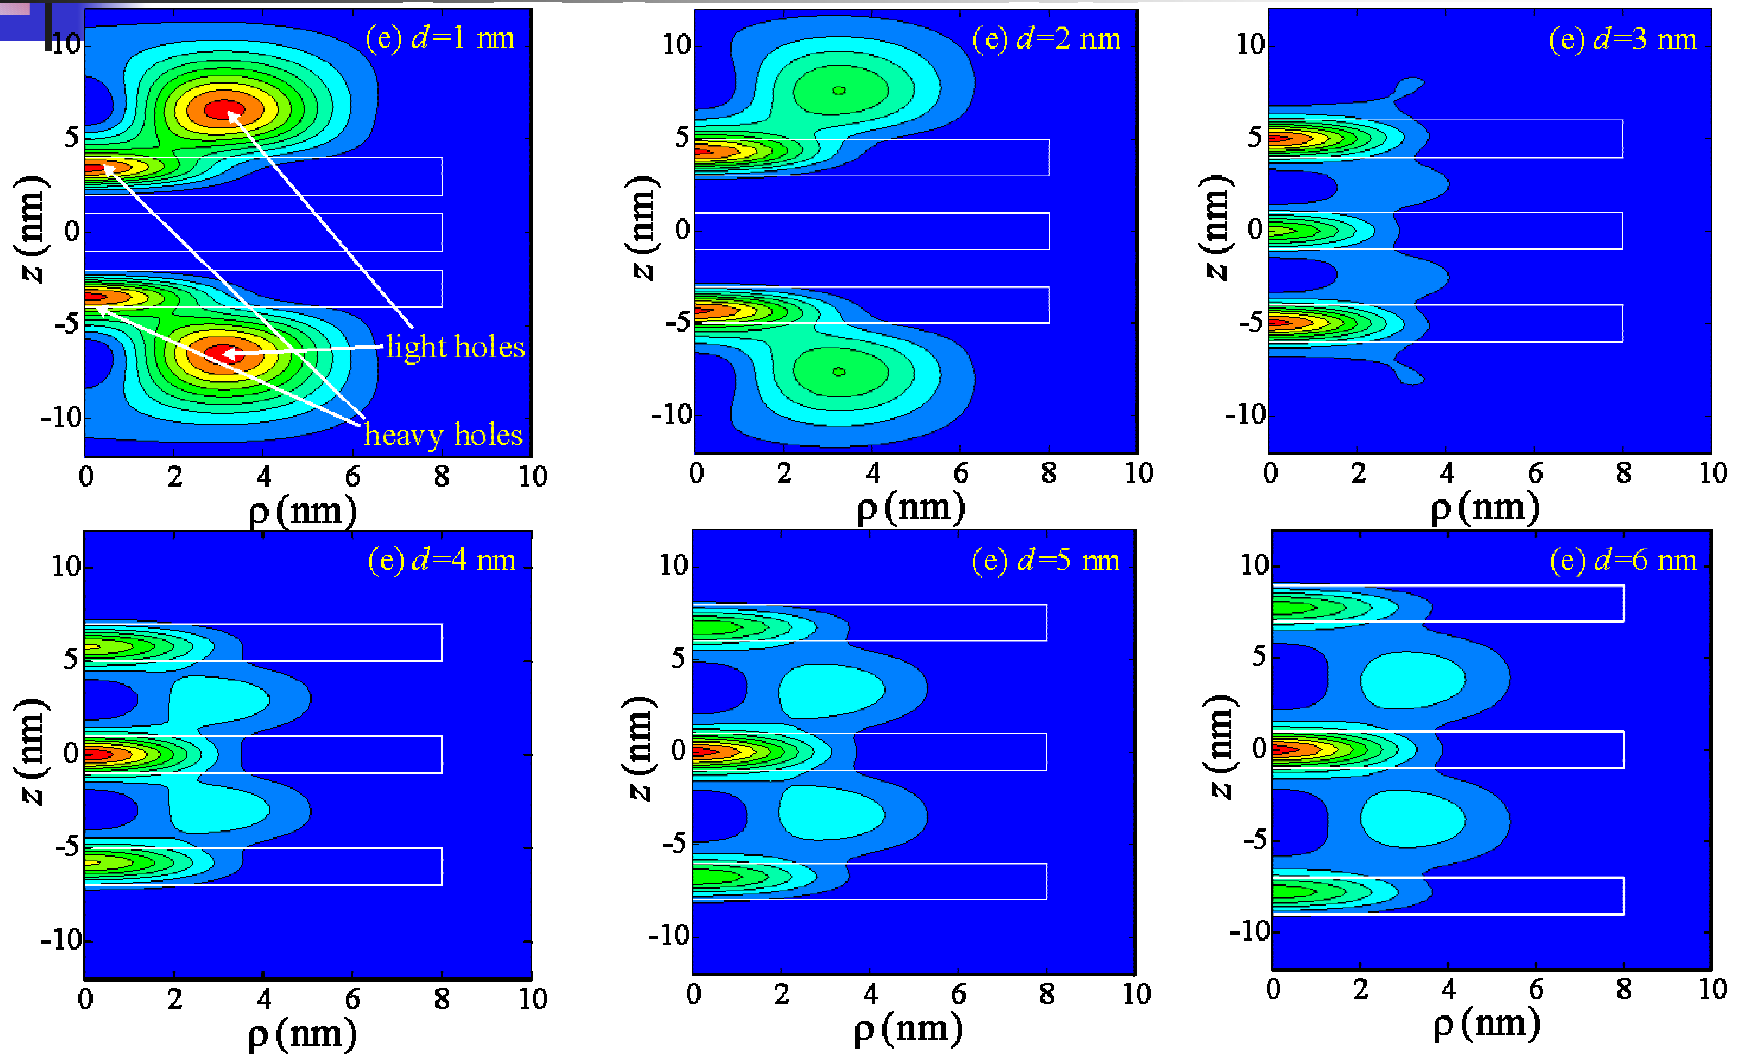 (e) d=1 nm
10
5
0
-5
-10
z (nm)
light holes
heavy holes
0 2 4 6 8 10
ρ (nm)
(e) d=2 nm
10
5
0
-5
-10
z (nm)
0 2 4 6 8 10
ρ (nm)
(e) d=3 nm
10
5
0
-5
-10
z (nm)
0 2 4 6 8 10
ρ (nm)
(e) d=4 nm
10
5
0
-5
-10
z (nm)
0 2 4 6 8 10
ρ (nm)
(e) d=5 nm
10
5
0
-5
-10
z (nm)
0 2 4 6 8 10
ρ (nm)
(e) d=6 nm
10
5
0
-5
-10
z (nm)
0 2 4 6 8 10
ρ (nm)